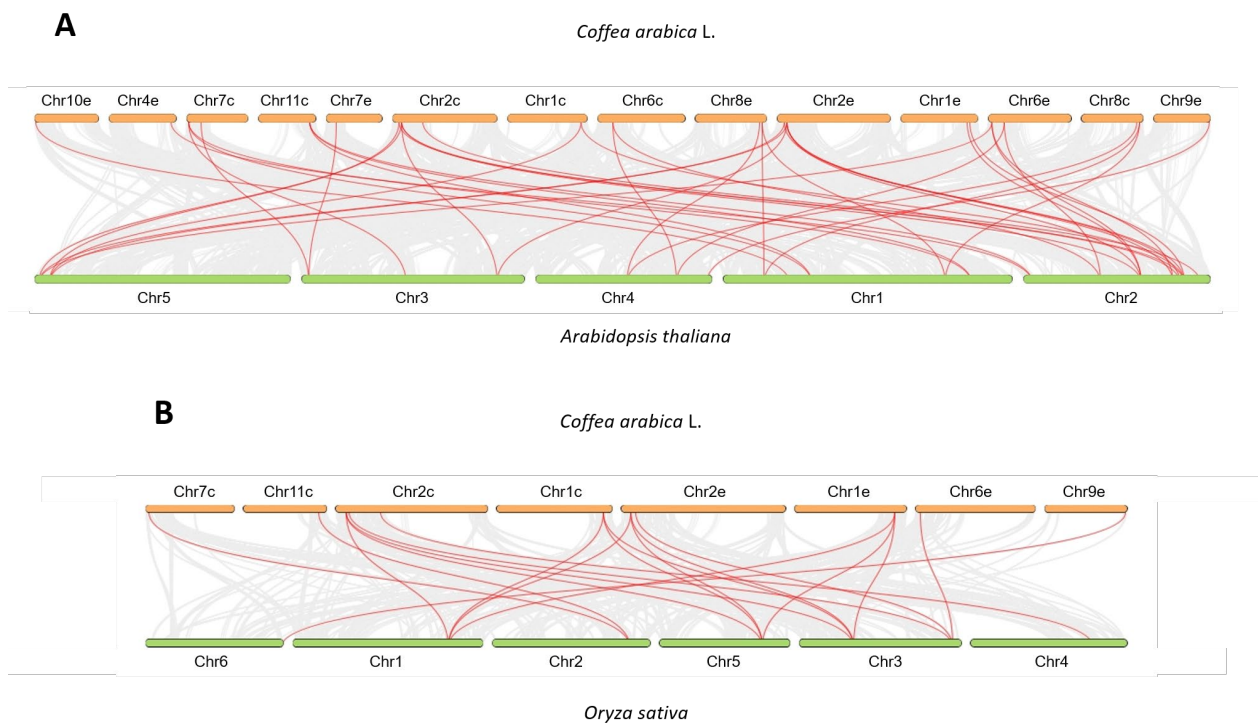 A
Coffea arabica L.
Chr10e Chr4e Chr7c Chr11c Chr7e Chr2c Chr1c Chr6c Chr8e Chr2e Chr1e Chr6e Chr8c Chr9e
Chr5 Chr3 Chr4 Chr1 Chr2
Arabidopsis thaliana
B
Coffea arabica L.
Chr7c Chr11c Chr2c Chr1c Chr2e Chr1e Chr6e Chr9e
Chr6 Chr1 Chr2 Chr5 Chr3 Chr4
Oryza sativa